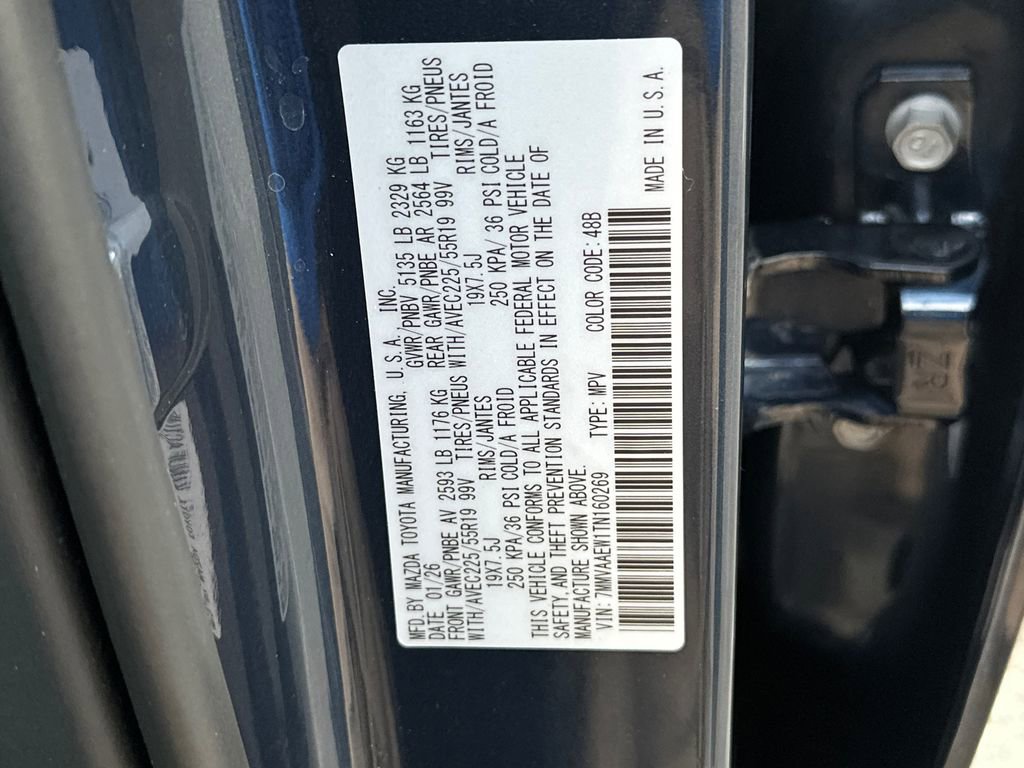 MFD.BY MAZDA TOYOTA MANUFACTURING, U.S.A. INC.
DATE 01/26 GVWR/PNBV 5135 LB 2329 KG
FRONT GAWR/PNBE AV 2593 LB 1176 KG REAR GAWR/PNBE AR 2564 LB 1163 KG
WITH/AVEC225/55R19 99V TIRES/PNEUS WITH/AVEC225/55R19 99V TIRES/PNEUS
19X7.5J RIMS/JANTES 19X7.5J RIMS/JANTES
250 KPA/36 PSI COLD/A FROID 250 KPA/ 36 PSI COLD/A FROID
THIS VEHICLE CONFORMS TO ALL APPLICABLE FEDERAL MOTOR VEHICLE
SAFETY,AND THEFT PREVENTION STANDARDS IN EFFECT ON THE DATE OF
MANUFACTURE SHOWN ABOVE.
VIN: 7MMVAAEW1TN160269 TYPE: MPV COLOR CODE: 48B
MADE IN U.S.A.